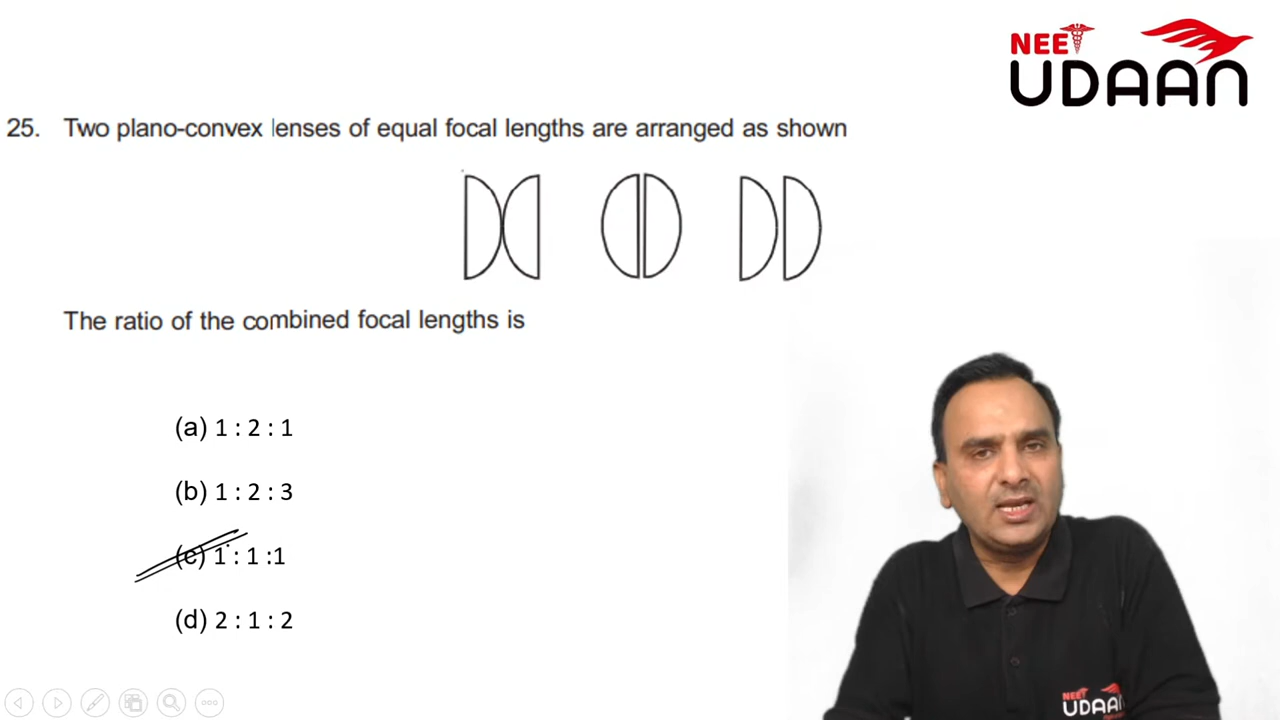 NEET
UDAAN
25. Two plano-convex lenses of equal focal lengths are arranged as shown
The ratio of the combined focal lengths is
(a) 1 : 2 : 1
(b) 1 : 2 : 3
(c) 1 : 1 :1
(d) 2 : 1 : 2
NEET
UDAAN